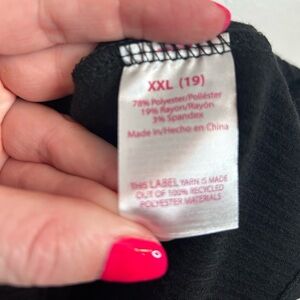 XXL (19)
78% Polyester/Poliéster
19% Rayon/Rayón
3% Spandex
Made in/Hecho en China
THIS LABEL YARN IS MADE
OUT OF 100% RECYCLED
POLYESTER MATERIALS